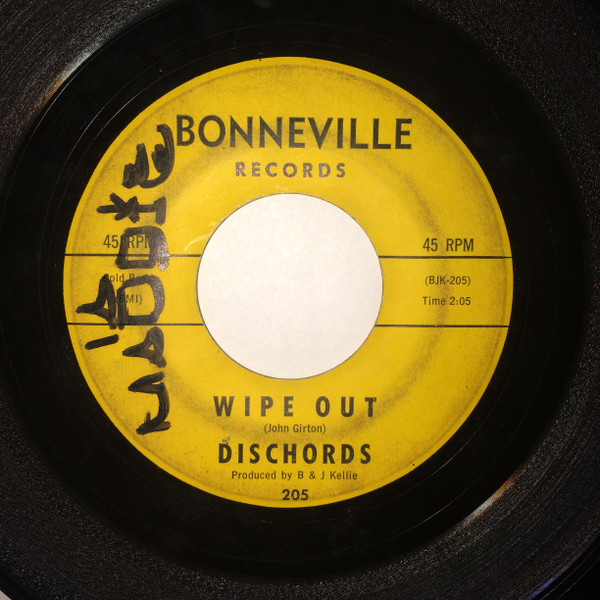 BONNEVILLE
RECORDS
45 RPM
45 RPM
(BJK-205)
Time 2:05
MADDIE
WIPE OUT
(John Girton)
DISCHORDS
Produced by B & J Kellie
205